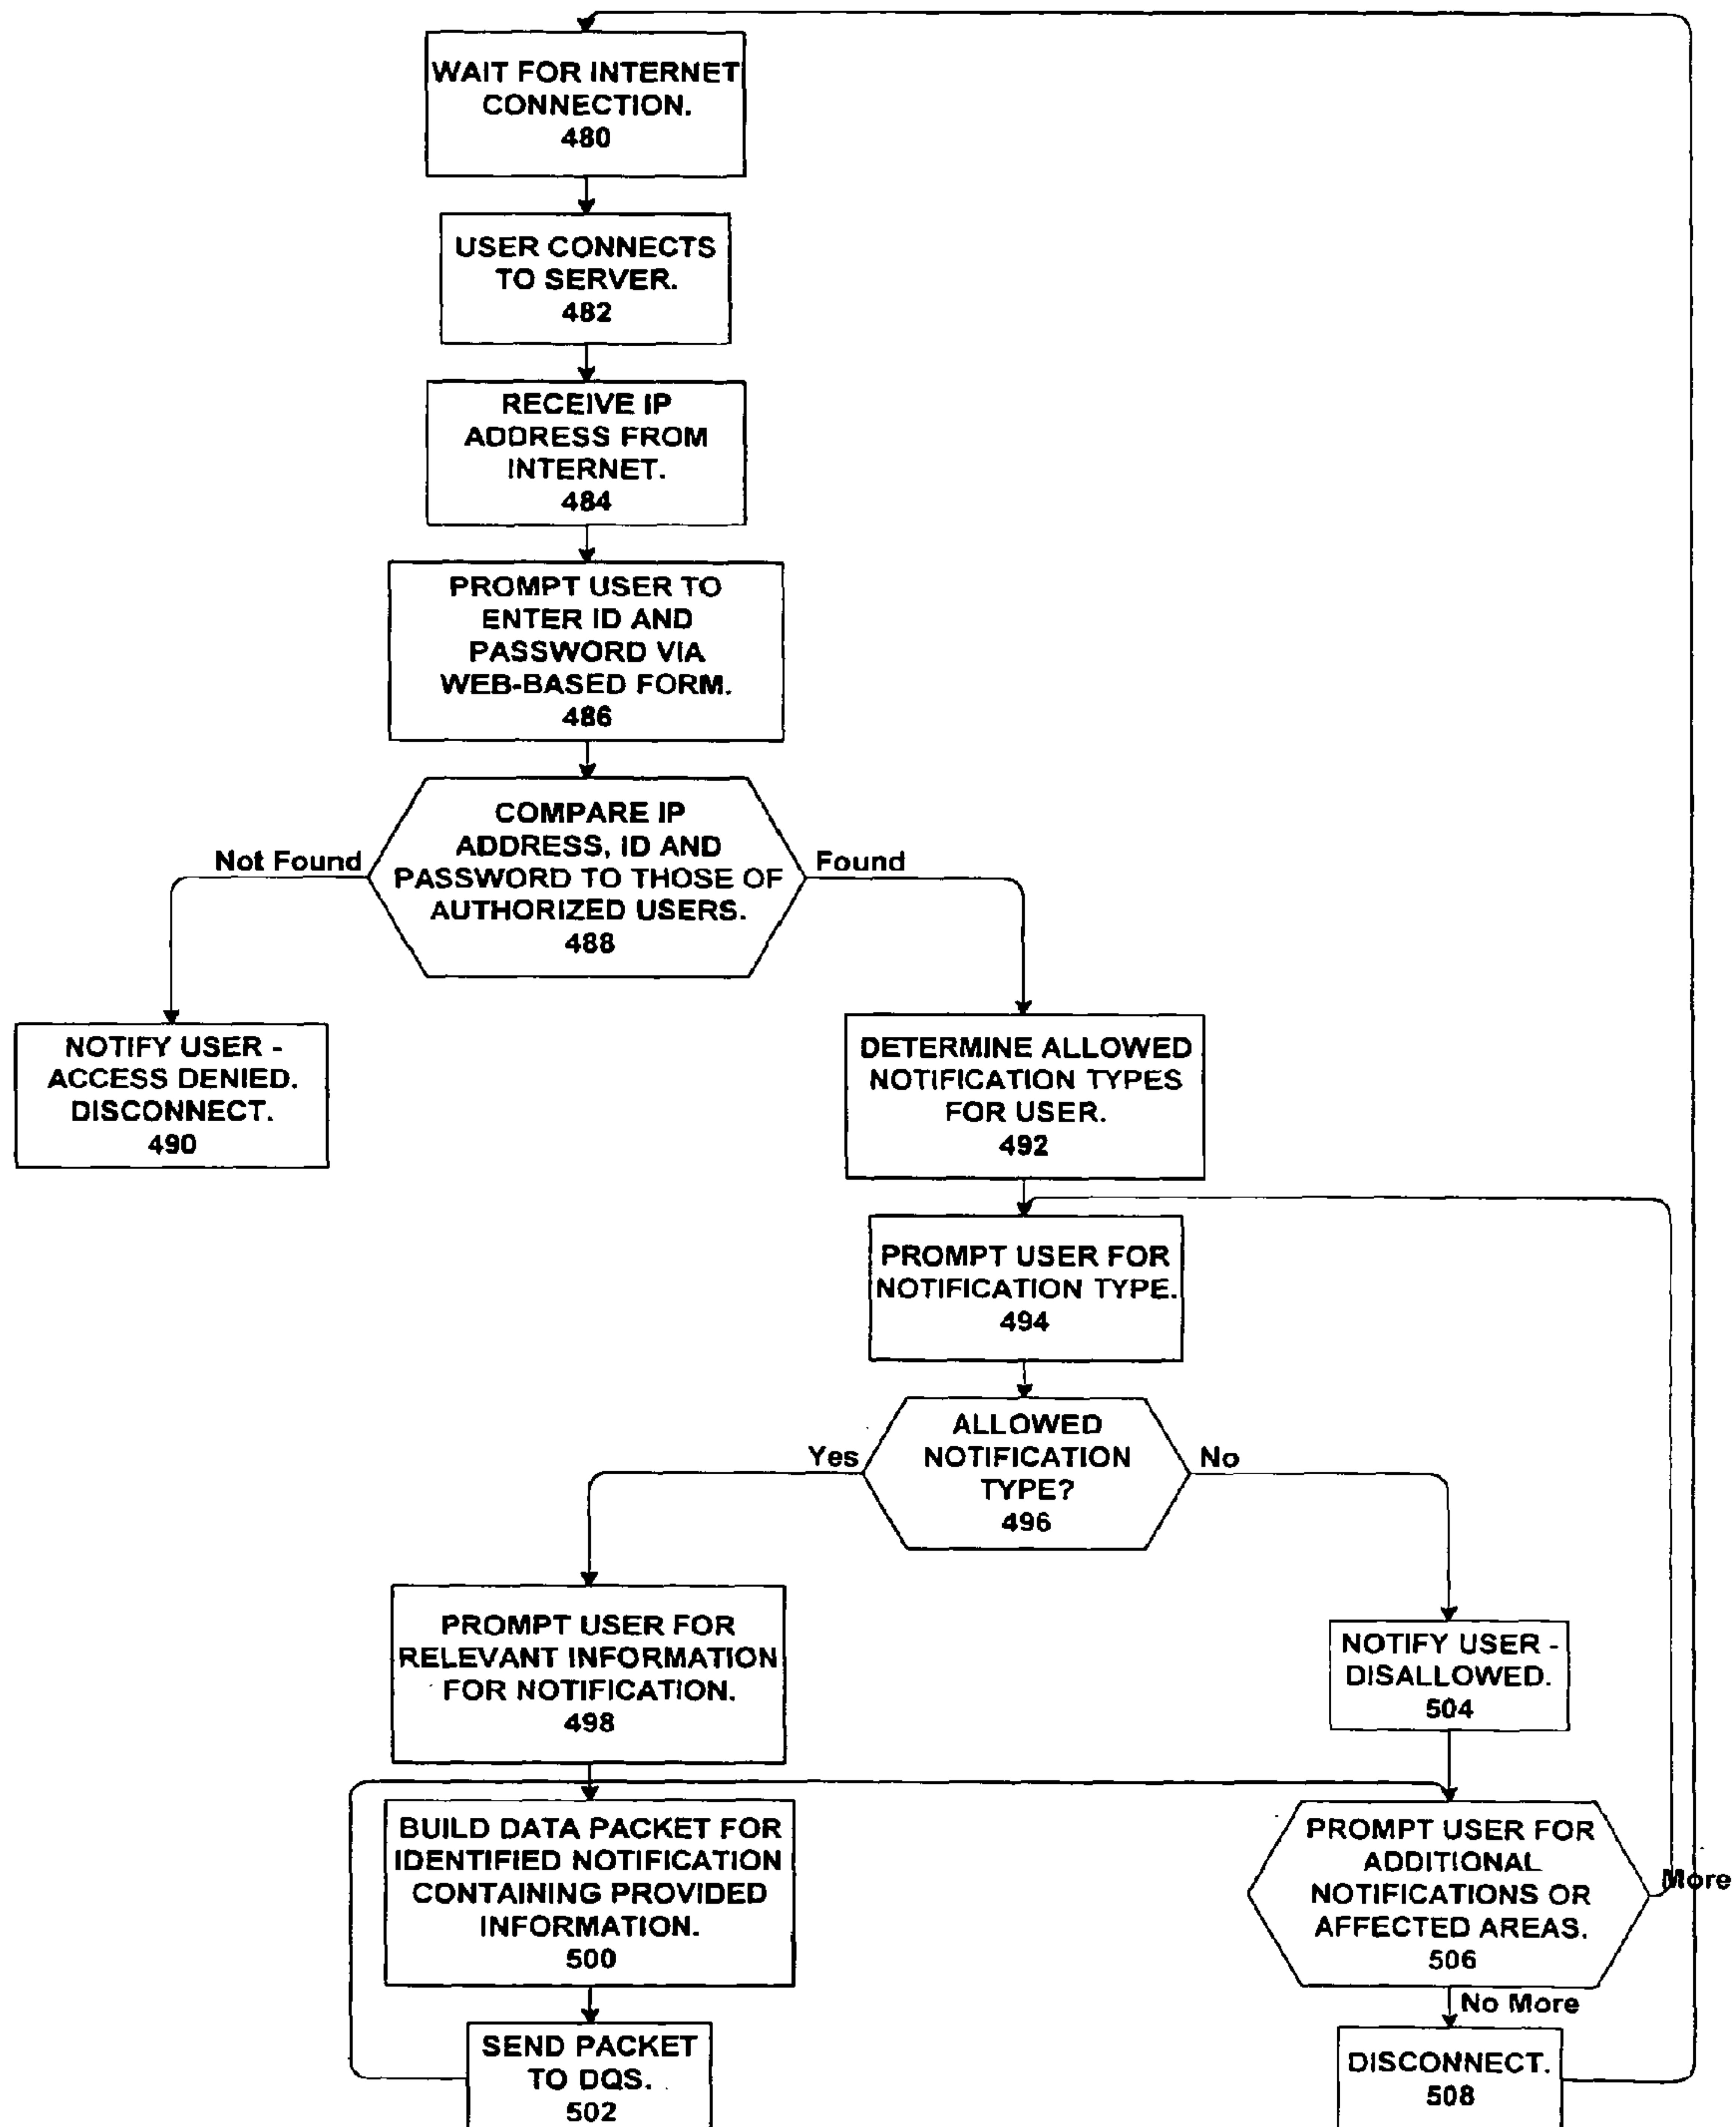 WAIT FOR INTERNET
CONNECTION.
480
USER CONNECTS
TO SERVER.
482
RECEIVE IP
ADDRESS FROM
INTERNET.
484
PROMPT USER TO
ENTER ID AND
PASSWORD VIA
WEB-BASED FORM.
486
COMPARE IP
ADDRESS, ID AND
PASSWORD TO THOSE OF
AUTHORIZED USERS.
488
Not Found
Found
NOTIFY USER -
ACCESS DENIED.
DISCONNECT.
490
DETERMINE ALLOWED
NOTIFICATION TYPES
FOR USER.
492
PROMPT USER FOR
NOTIFICATION TYPE.
494
ALLOWED
NOTIFICATION
TYPE?
496
Yes
No
PROMPT USER FOR
RELEVANT INFORMATION
FOR NOTIFICATION.
498
NOTIFY USER -
DISALLOWED.
504
BUILD DATA PACKET FOR
IDENTIFIED NOTIFICATION
CONTAINING PROVIDED
INFORMATION.
500
PROMPT USER FOR
ADDITIONAL
NOTIFICATIONS OR
AFFECTED AREAS.
506
More
No More
SEND PACKET
TO DQS.
502
DISCONNECT.
508